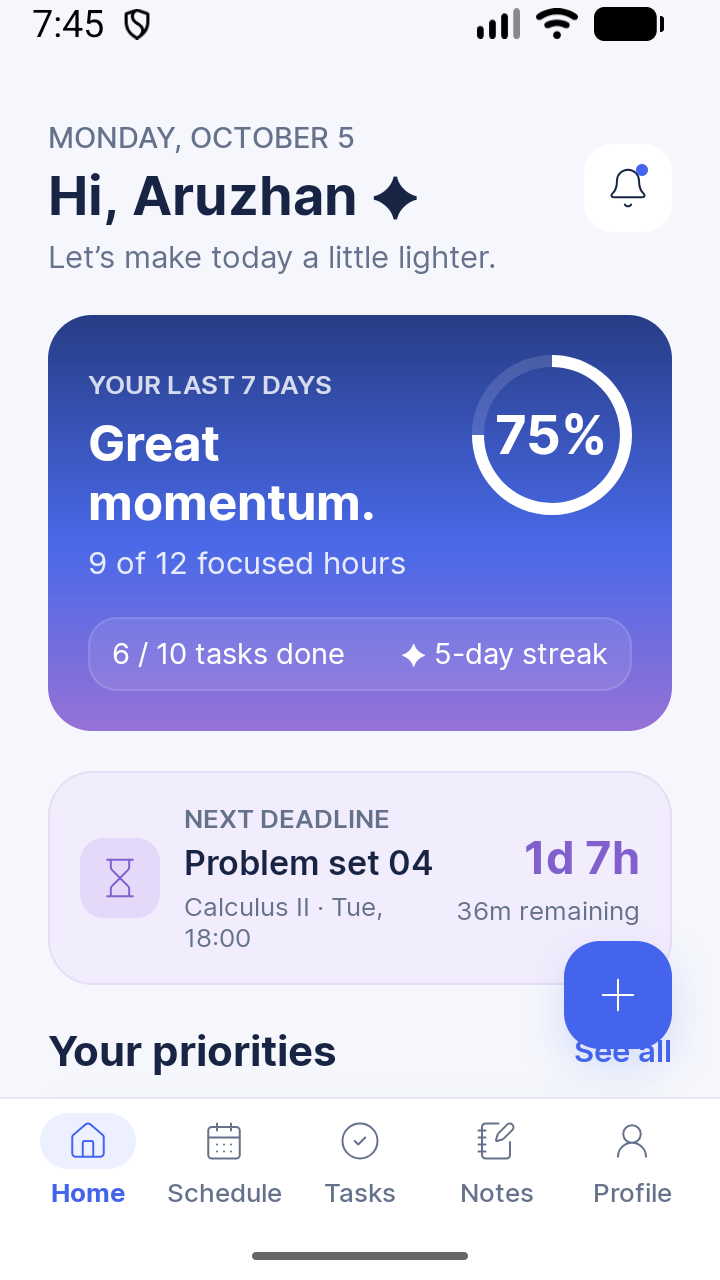 7:45
MONDAY, OCTOBER 5
Hi, Aruzhan ✦
Let’s make today a little lighter.
YOUR LAST 7 DAYS
Great
momentum.
75%
9 of 12 focused hours
6 / 10 tasks done
✦ 5-day streak
NEXT DEADLINE
Problem set 04
Calculus II · Tue,
18:00
1d 7h
36m remaining
Your priorities
See all
Home
Schedule
Tasks
Notes
Profile